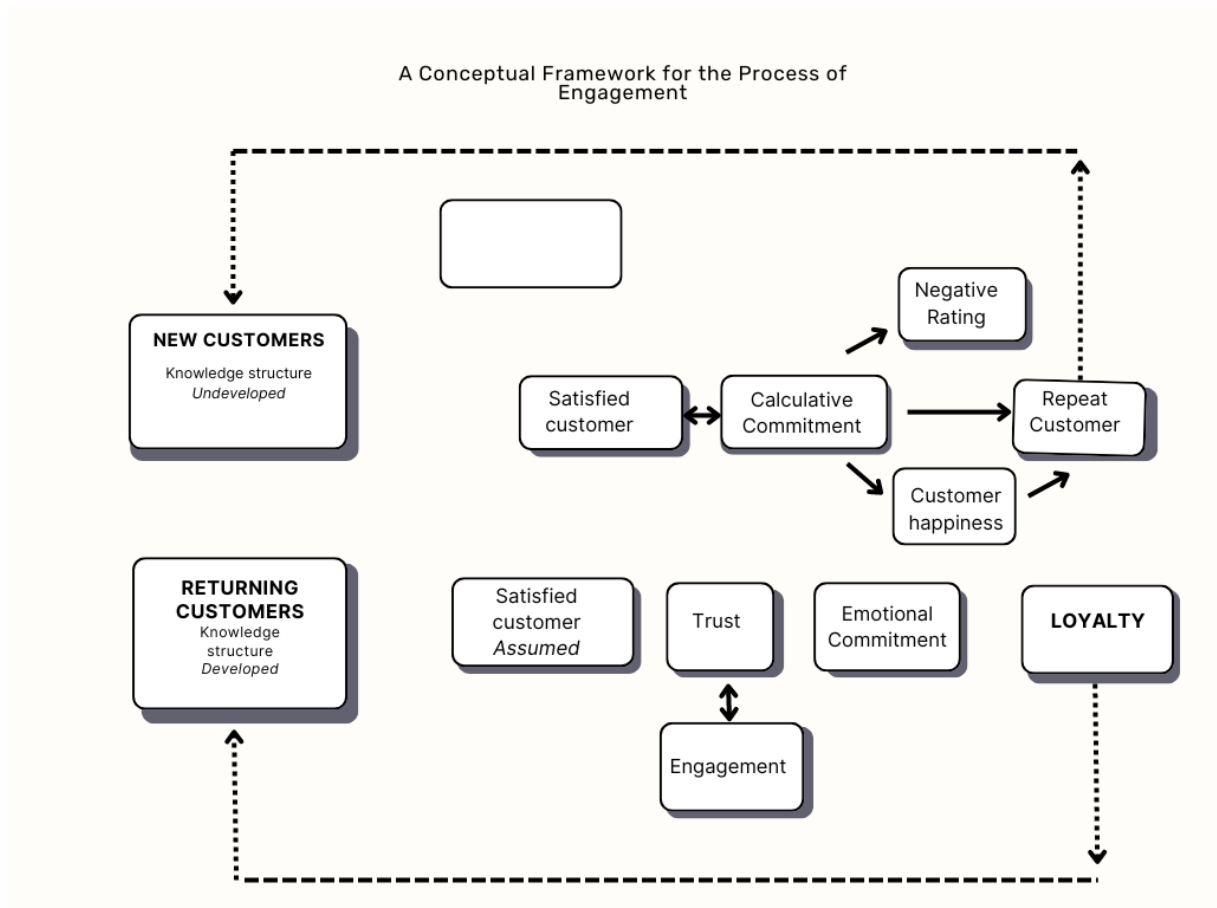 A Conceptual Framework for the Process of
Engagement
Negative
Rating
NEW CUSTOMERS
Knowledge structure
Undeveloped
Satisfied
customer
Calculative
Commitment
Repeat
Customer
Customer
happiness
RETURNING
CUSTOMERS
Knowledge
structure
Developed
Satisfied
customer
Assumed
Trust
Emotional
Commitment
LOYALTY
Engagement